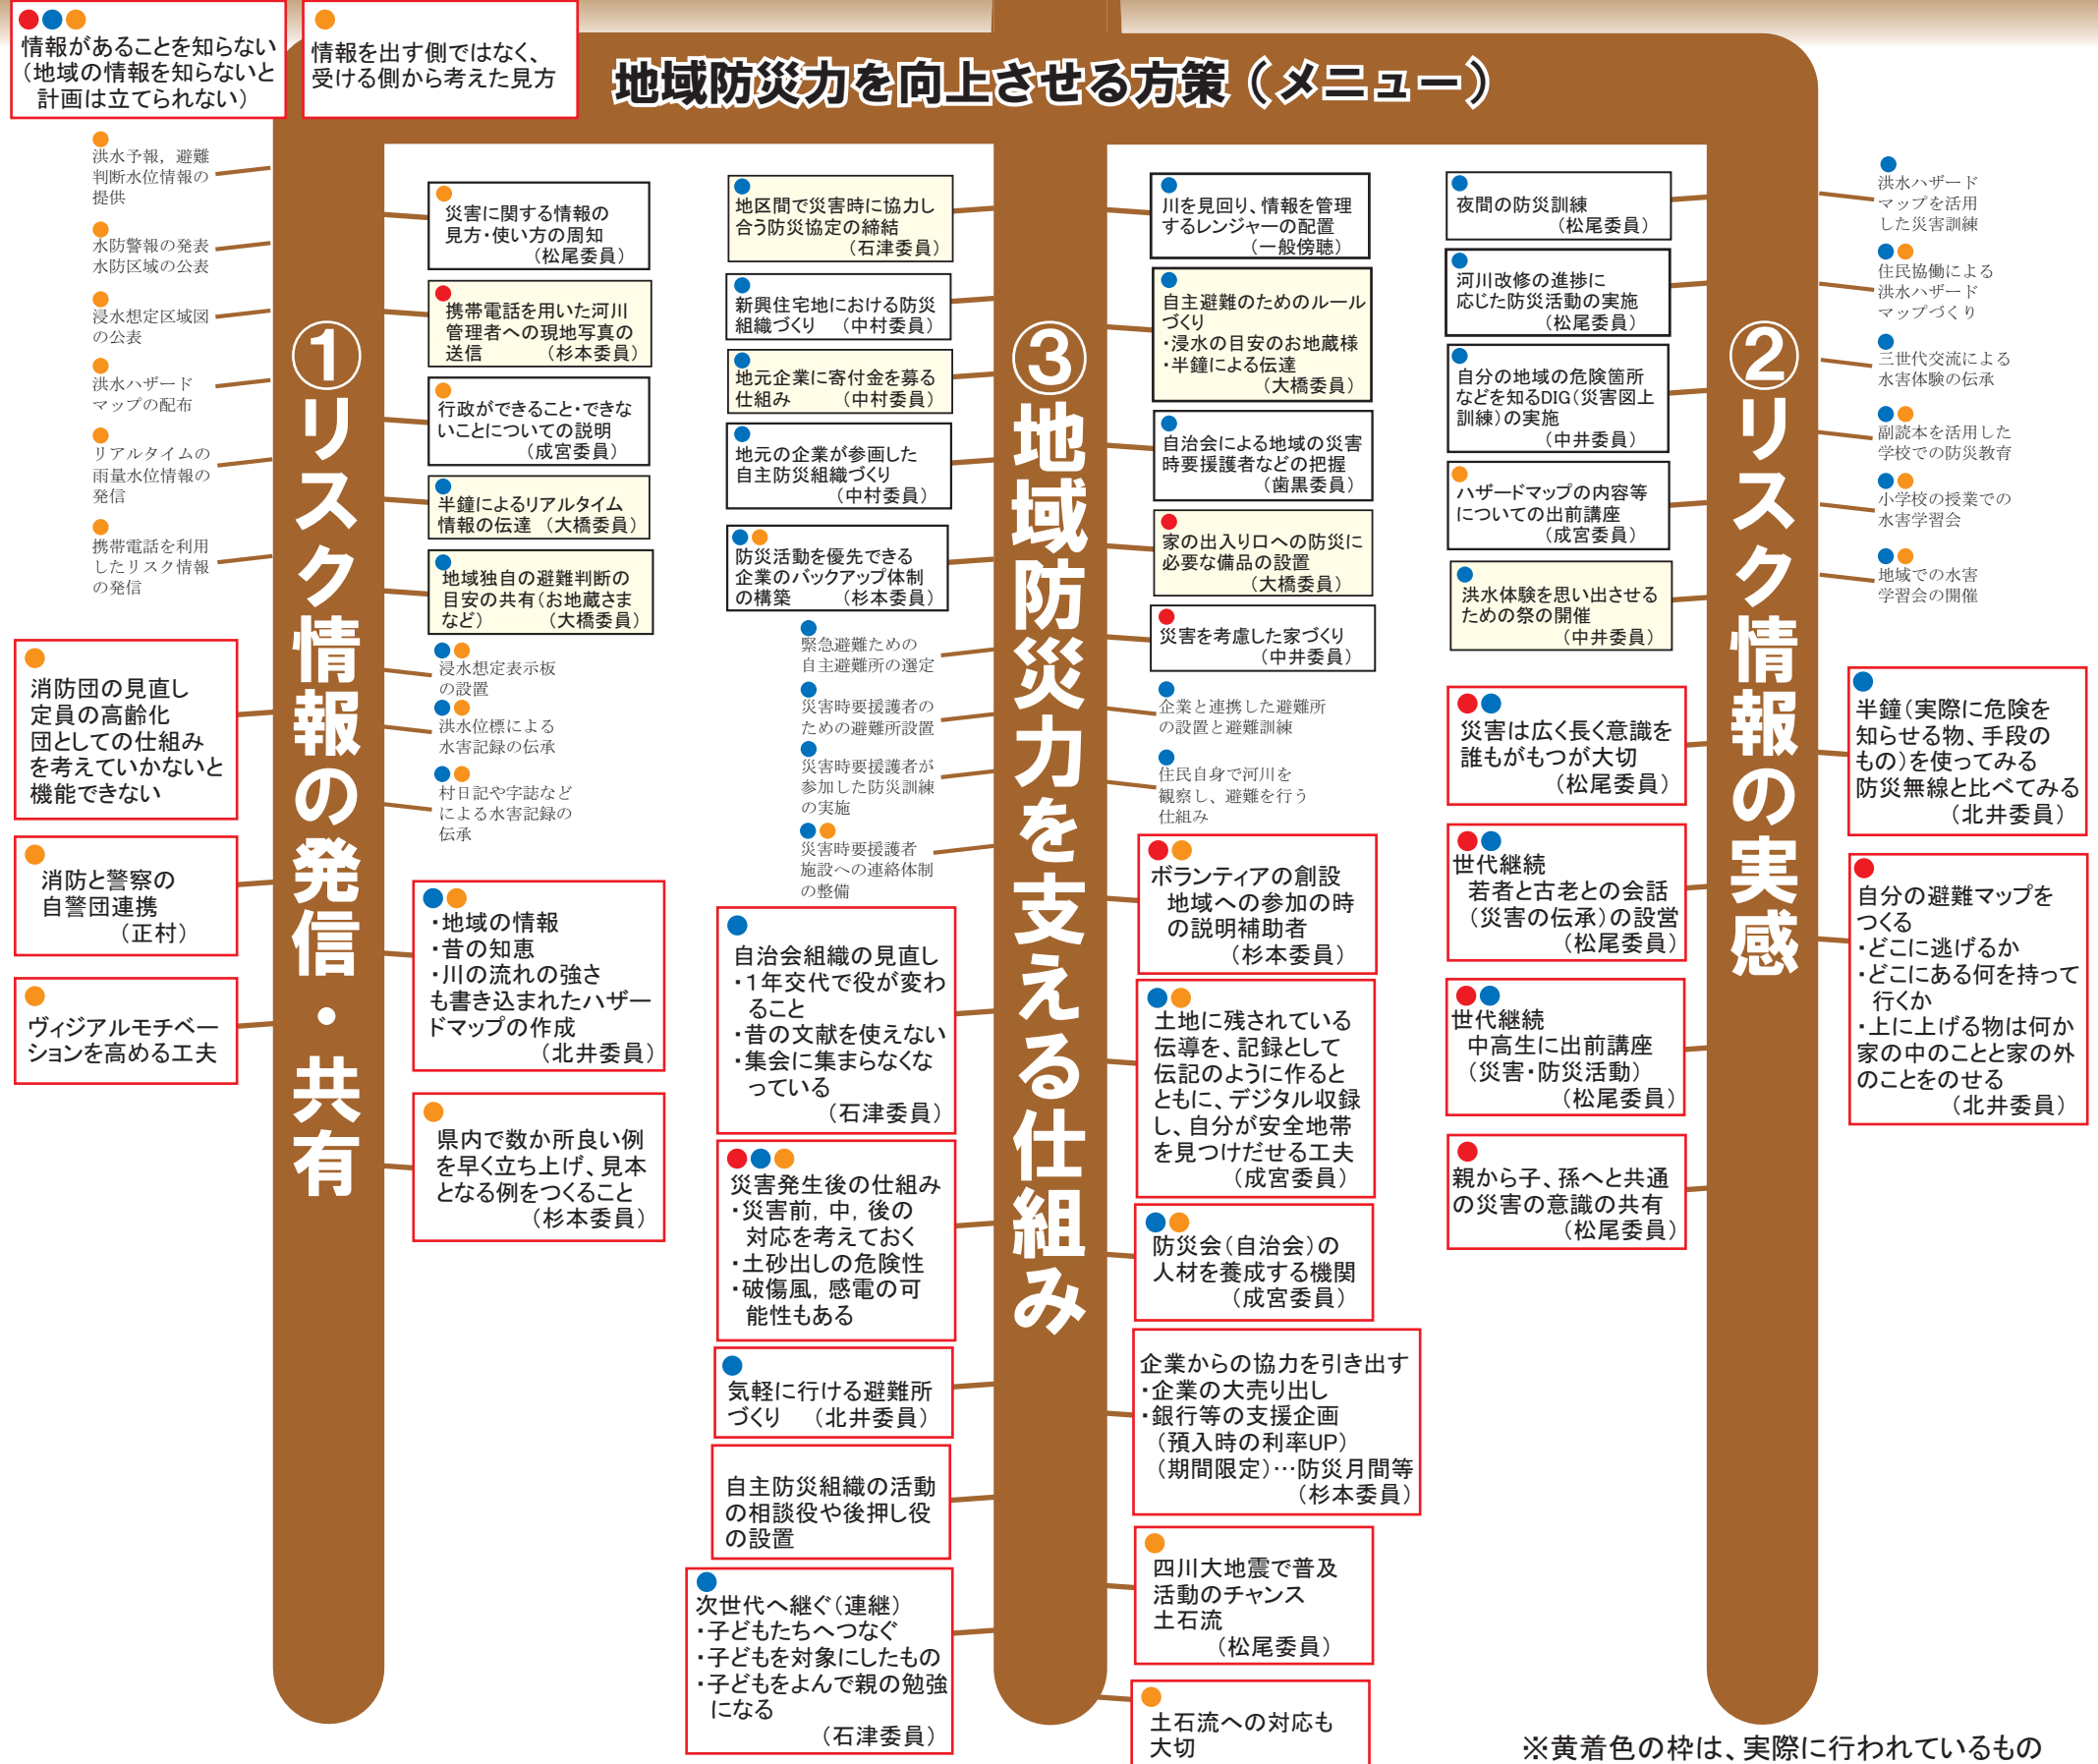 情報があることを知らない
（地域の情報を知らないと
計画は立てられない）
情報を出す側ではなく、
受ける側から考えた見方
地域防災力を向上させる方策（メニュー）
①リスク情報の発信・共有
洪水予報，避難
判断水位情報の
提供
水防警報の発表
水防区域の公表
浸水想定区域図
の公表
洪水ハザード
マップの配布
リアルタイムの
雨量水位情報の
発信
携帯電話を利用
したリスク情報
の発信
消防団の見直し
定員の高齢化
団としての仕組み
を考えていかないと
機能できない
消防と警察の
自警団連携
（正村）
ヴィジアルモチベー
ションを高める工夫
災害に関する情報の
見方・使い方の周知
（松尾委員）
携帯電話を用いた河川
管理者への現地写真の
送信　（杉本委員）
行政ができること・できな
いことについての説明
（成宮委員）
半鐘によるリアルタイム
情報の伝達（大橋委員）
地域独自の避難判断の
目安の共有（お地蔵さま
など）　（大橋委員）
浸水想定表示板
の設置
洪水位標による
水害記録の伝承
村日記や字誌など
による水害記録の
伝承
・地域の情報
・昔の知恵
・川の流れの強さ
も書き込まれたハザー
ドマップの作成
（北井委員）
県内で数か所良い例
を早く立ち上げ、見本
となる例をつくること
（杉本委員）
③地域防災力を支える仕組み
地区間で災害時に協力し
合う防災協定の締結
（石津委員）
新興住宅地における防災
組織づくり　（中村委員）
地元企業に寄付金を募る
仕組み　（中村委員）
地元の企業が参画した
自主防災組織づくり
（中村委員）
防災活動を優先できる
企業のバックアップ体制
の構築　（杉本委員）
緊急避難ための
自主避難所の選定
災害時要援護者の
ための避難所設置
災害時要援護者が
参加した防災訓練
の実施
災害時要援護者
施設への連絡体制
の整備
自治会組織の見直し
・1年交代で役が変わ
ること
・昔の文献を使えない
・集会に集まらなくな
っている
（石津委員）
災害発生後の仕組み
・災害前，中，後の
対応を考えておく
・土砂出しの危険性
・破傷風，感電の可
能性もある
気軽に行ける避難所
づくり　（北井委員）
自主防災組織の活動
の相談役や後押し役
の設置
次世代へ継ぐ（連継）
・子どもたちへつなぐ
・子どもを対象にしたもの
・子どもをよんで親の勉強
になる
（石津委員）
川を見回り、情報を管理
するレンジャーの配置
（一般傍聴）
自主避難のためのルール
づくり
・浸水の目安のお地蔵様
・半鐘による伝達
（大橋委員）
自治会による地域の災害
時要援護者などの把握
（歯黒委員）
家の出入り口への防災に
必要な備品の設置
（大橋委員）
災害を考慮した家づくり
（中井委員）
企業と連携した避難所
の設置と避難訓練
住民自身で河川を
観察し、避難を行う
仕組み
ボランティアの創設
地域への参加の時
の説明補助者
（杉本委員）
土地に残されている
伝導を、記録として
伝記のように作ると
ともに、デジタル収録
し、自分が安全地帯
を見つけだせる工夫
（成宮委員）
防災会（自治会）の
人材を養成する機関
（成宮委員）
企業からの協力を引き出す
・企業の大売り出し
・銀行等の支援企画
（預入時の利率UP）
（期間限定）…防災月間等
（杉本委員）
四川大地震で普及
活動のチャンス
土石流
（松尾委員）
土石流への対応も
大切
②リスク情報の実感
夜間の防災訓練
（松尾委員）
河川改修の進捗に
応じた防災活動の実施
（松尾委員）
自分の地域の危険箇所
などを知るDIG（災害図上
訓練）の実施
（中井委員）
ハザードマップの内容等
についての出前講座
（成宮委員）
洪水体験を思い出させる
ための祭の開催
（中井委員）
災害は広く長く意識を
誰もがもつが大切
（松尾委員）
世代継続
若者と古老との会話
（災害の伝承）の設営
（松尾委員）
世代継続
中高生に出前講座
（災害・防災活動）
（松尾委員）
親から子、孫へと共通
の災害の意識の共有
（松尾委員）
洪水ハザード
マップを活用
した災害訓練
住民協働による
洪水ハザード
マップづくり
三世代交流による
水害体験の伝承
副読本を活用した
学校での防災教育
小学校の授業での
水害学習会
地域での水害
学習会の開催
半鐘（実際に危険を
知らせる物、手段の
もの）を使ってみる
防災無線と比べてみる
（北井委員）
自分の避難マップを
つくる
・どこに逃げるか
・どこにある何を持って
行くか
・上に上げる物は何か
家の中のことと家の外
のことをのせる
（北井委員）
※黄着色の枠は、実際に行われているもの